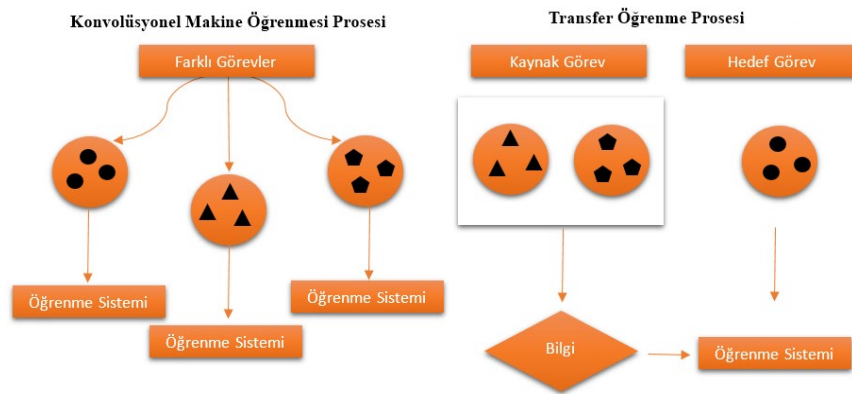 Konvolüsyonel Makine Öğrenmesi Prosesi
Farklı Görevler
Öğrenme Sistemi
Öğrenme Sistemi
Öğrenme Sistemi
Transfer Öğrenme Prosesi
Kaynak Görev
Hedef Görev
Bilgi
Öğrenme Sistemi